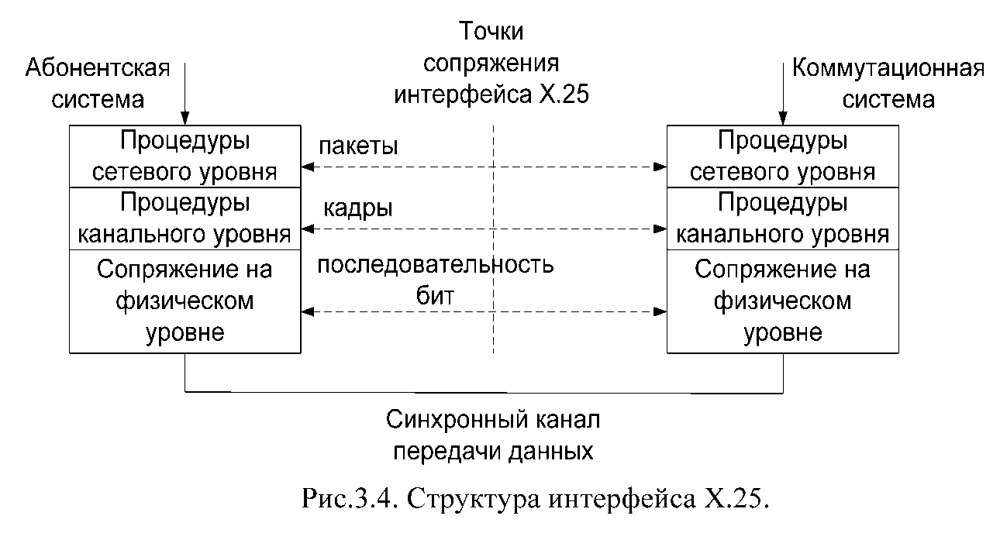 Точки
сопряжения
интерфейса X.25
Абонентская
система
Коммутационная
система
Процедуры
сетевого уровня
пакеты
Процедуры
сетевого уровня
Процедуры
канального уровня
кадры
Процедуры
канального уровня
Сопряжение на
физическом
уровне
последовательность
бит
Сопряжение на
физическом
уровне
Синхронный канал
передачи данных
Рис.3.4. Структура интерфейса X.25.